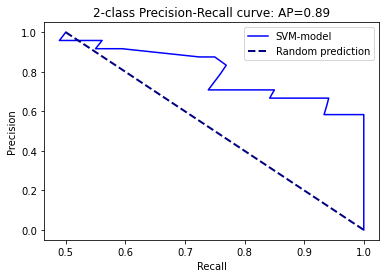 2-class Precision-Recall curve: AP=0.89
SVM-model
Random prediction
Precision
1.0
0.8
0.6
0.4
0.2
0.0
0.5
0.6
0.7
0.8
0.9
1.0
Recall